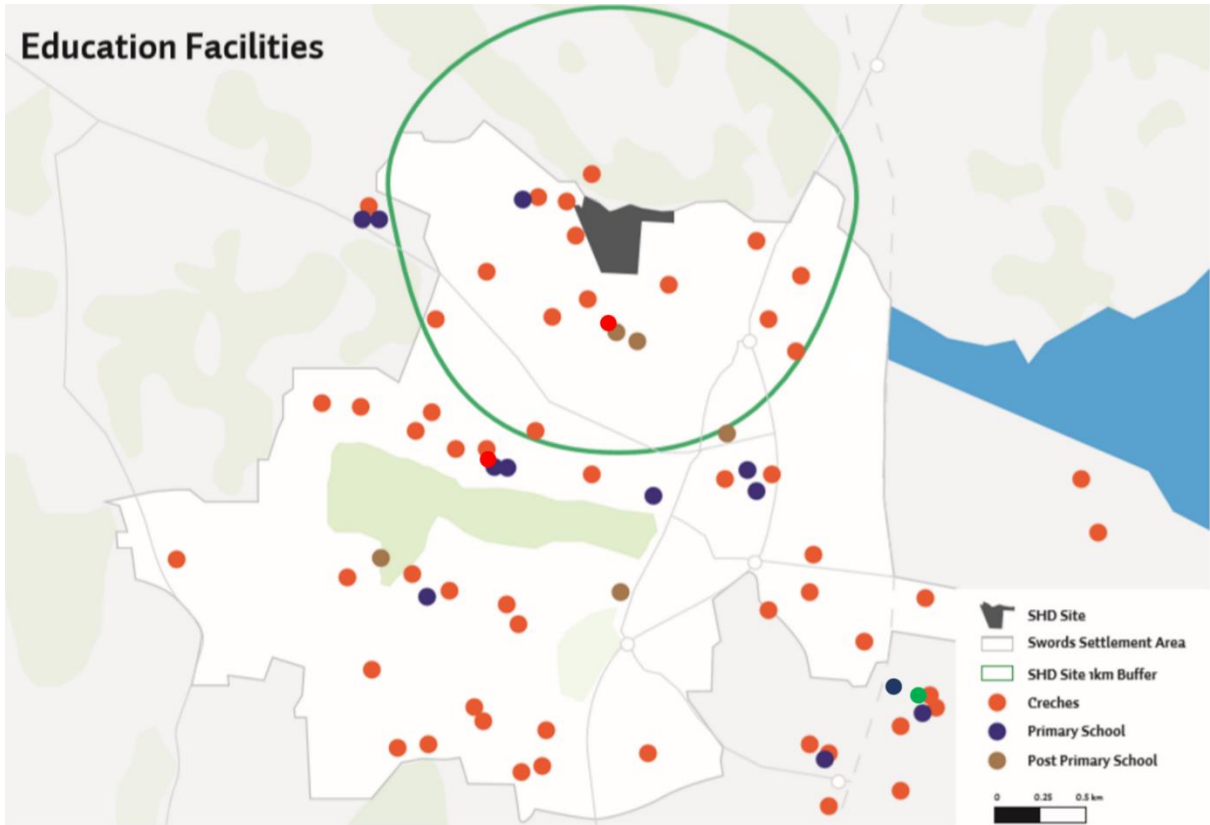 Education Facilities
SHD Site
Swords Settlement Area
SHD Site 1km Buffer
Creches
Primary School
Post Primary School
0 0.25 0.5 km